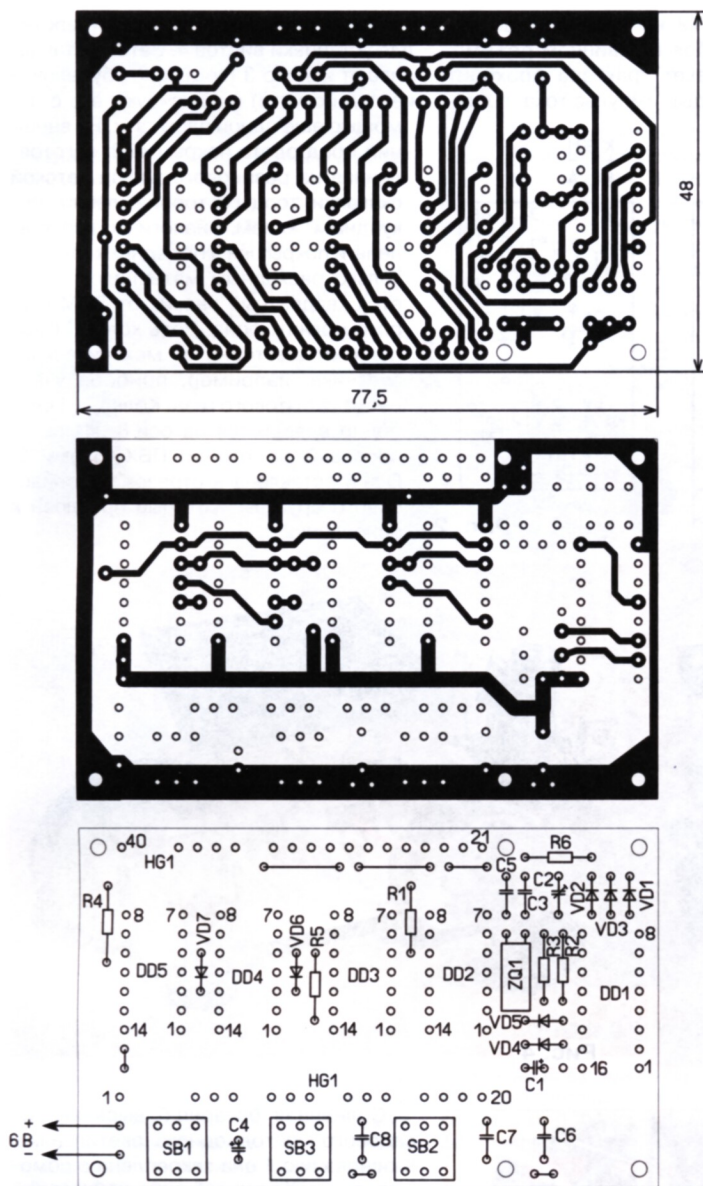 48
77,5
40
21
HG1
R6
C5
C2
VD2
VD1
R4
R1
C3
VD3
8
7
VD7
8
7
VD6
8
7
8
7
8
R5
R3
R2
ZQ1
DD5
DD4
DD3
DD2
DD1
VD5
14
1
14
1
14
1
14
1
VD4
16
1
C1
1
HG1
20
+
6 В
−
SB1
C4
SB3
C8
SB2
C7
C6